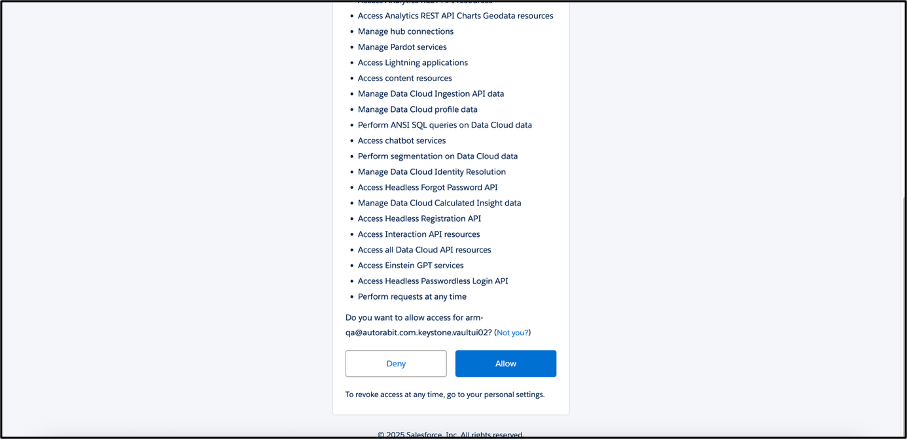 Access Analytics REST API resources
• Access Analytics REST API Charts Geodata resources
• Manage hub connections
• Manage Pardot services
• Access Lightning applications
• Access content resources
• Manage Data Cloud Ingestion API data
• Manage Data Cloud profile data
• Perform ANSI SQL queries on Data Cloud data
• Access chatbot services
• Perform segmentation on Data Cloud data
• Manage Data Cloud Identity Resolution
• Access Headless Forgot Password API
• Manage Data Cloud Calculated Insight data
• Access Headless Registration API
• Access Interaction API resources
• Access all Data Cloud API resources
• Access Einstein GPT services
• Access Headless Passwordless Login API
• Perform requests at any time
Do you want to allow access for arm-
qa@autorabit.com.keystone.vaultui02? (Not you?)
Deny
Allow
To revoke access at any time, go to your personal settings.
© 2025 Salesforce, Inc. All rights reserved.